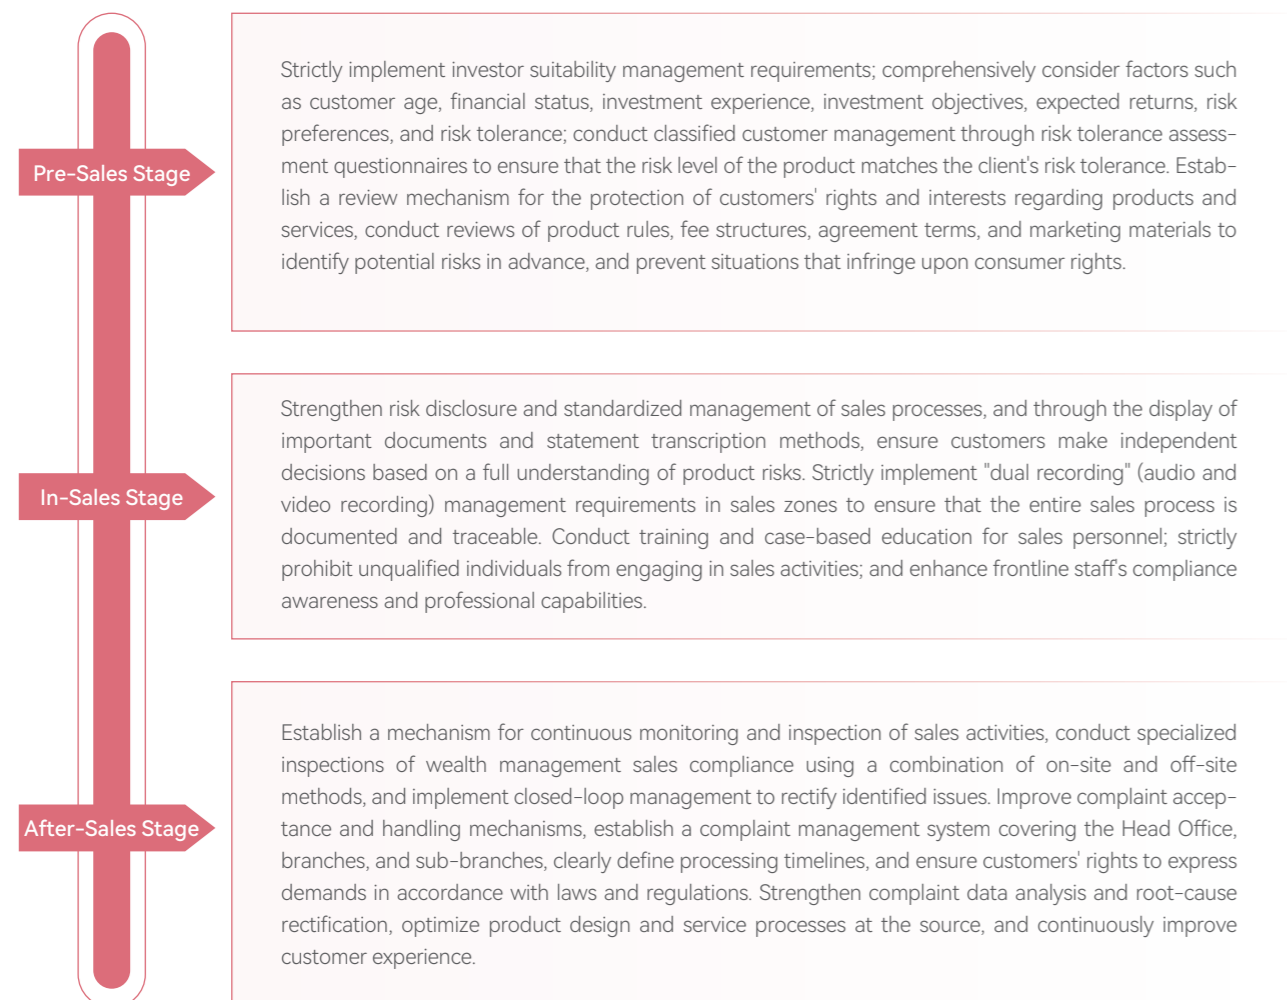 Pre-Sales Stage
Strictly implement investor suitability management requirements; comprehensively consider factors such
as customer age, financial status, investment experience, investment objectives, expected returns, risk
preferences, and risk tolerance; conduct classified customer management through risk tolerance assess-
ment questionnaires to ensure that the risk level of the product matches the client's risk tolerance. Estab-
lish a review mechanism for the protection of customers' rights and interests regarding products and
services, conduct reviews of product rules, fee structures, agreement terms, and marketing materials to
identify potential risks in advance, and prevent situations that infringe upon consumer rights.
In-Sales Stage
Strengthen risk disclosure and standardized management of sales processes, and through the display of
important documents and statement transcription methods, ensure customers make independent
decisions based on a full understanding of product risks. Strictly implement "dual recording" (audio and
video recording) management requirements in sales zones to ensure that the entire sales process is
documented and traceable. Conduct training and case-based education for sales personnel; strictly
prohibit unqualified individuals from engaging in sales activities; and enhance frontline staff's compliance
awareness and professional capabilities.
After-Sales Stage
Establish a mechanism for continuous monitoring and inspection of sales activities, conduct specialized
inspections of wealth management sales compliance using a combination of on-site and off-site
methods, and implement closed-loop management to rectify identified issues. Improve complaint accep-
tance and handling mechanisms, establish a complaint management system covering the Head Office,
branches, and sub-branches, clearly define processing timelines, and ensure customers' rights to express
demands in accordance with laws and regulations. Strengthen complaint data analysis and root-cause
rectification, optimize product design and service processes at the source, and continuously improve
customer experience.